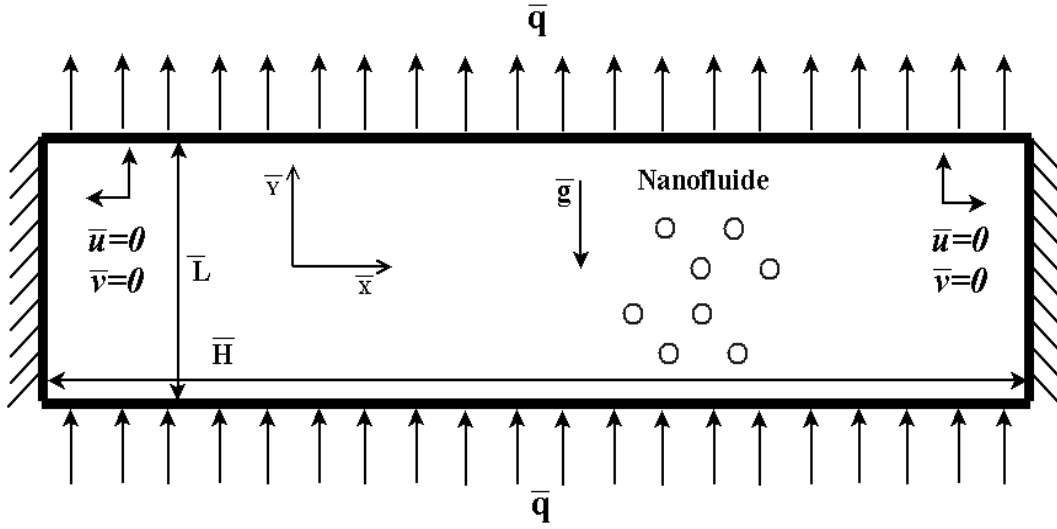 q̅
Y̅
g̅
Nanofluide
u̅=0
v̅=0
L̅
X̅
u̅=0
v̅=0
H̅
q̅